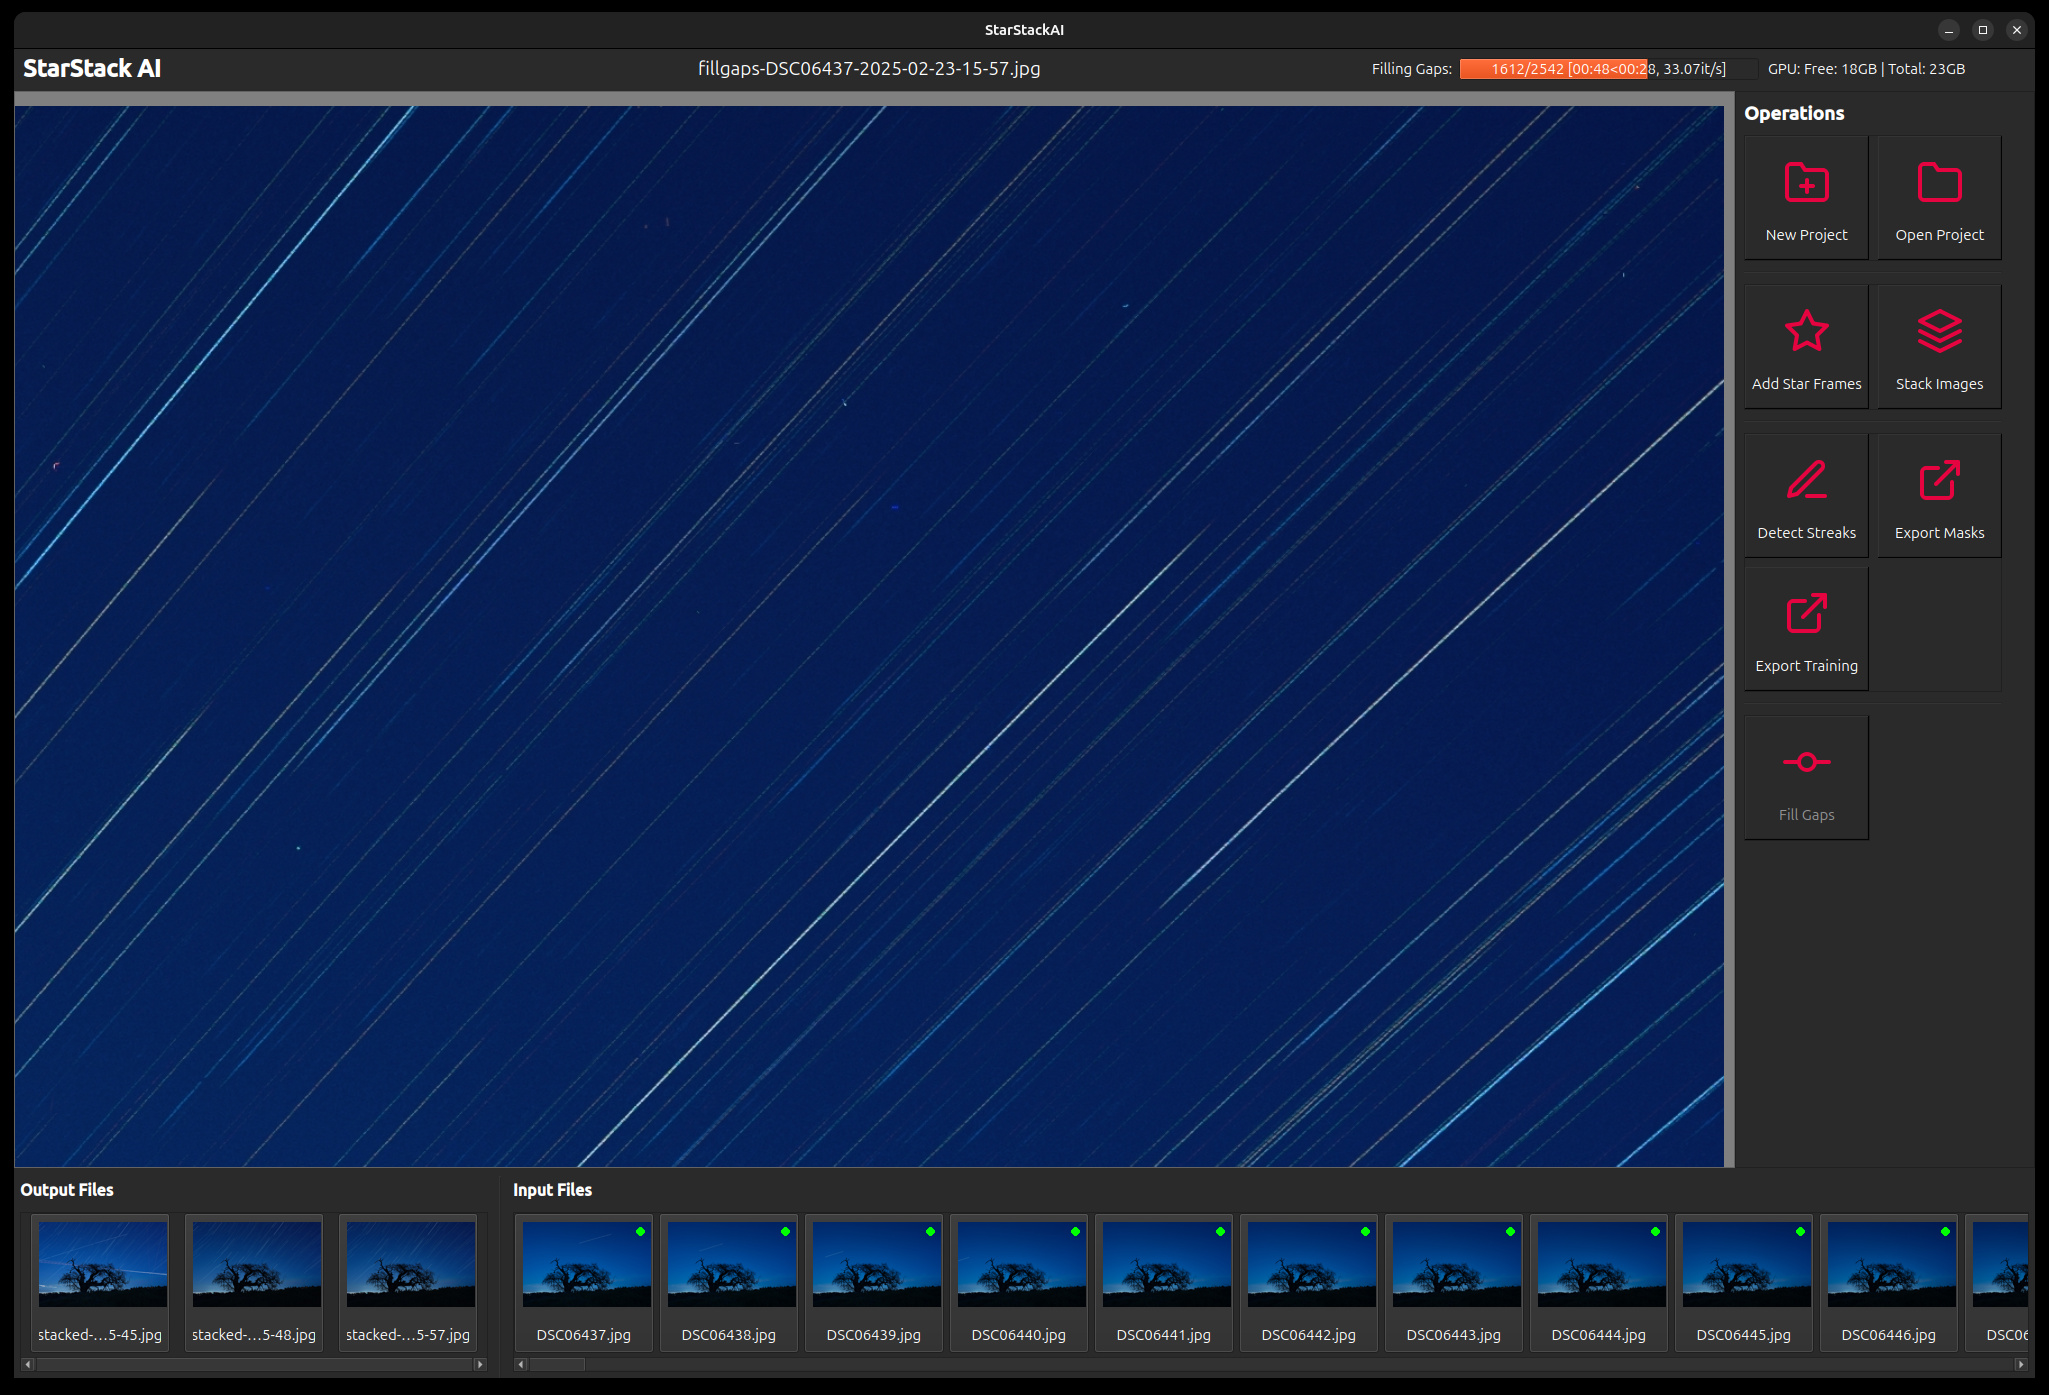 StarStackAI
StarStack AI
fillgaps-DSC06437-2025-02-23-15-57.jpg
Filling Gaps:
1612/2542 [00:48<00:28, 33.07it/s]
GPU: Free: 18GB | Total: 23GB
Operations
New Project
Open Project
Add Star Frames
Stack Images
Detect Streaks
Export Masks
Export Training
Fill Gaps
Output Files
stacked-...5-45.jpg
stacked-...5-48.jpg
stacked-...5-57.jpg
Input Files
DSC06437.jpg
DSC06438.jpg
DSC06439.jpg
DSC06440.jpg
DSC06441.jpg
DSC06442.jpg
DSC06443.jpg
DSC06444.jpg
DSC06445.jpg
DSC06446.jpg